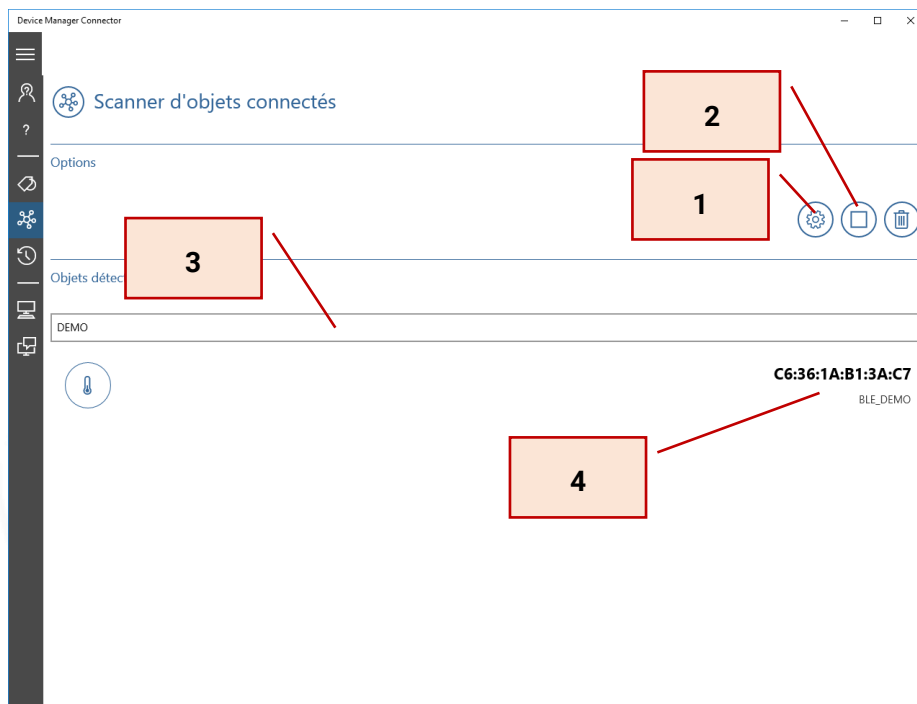 Device Manager Connector
Scanner d'objets connectés
2
?
Options
1
3
Objets détec
DEMO
C6:36:1A:B1:3A:C7
BLE_DEMO
4